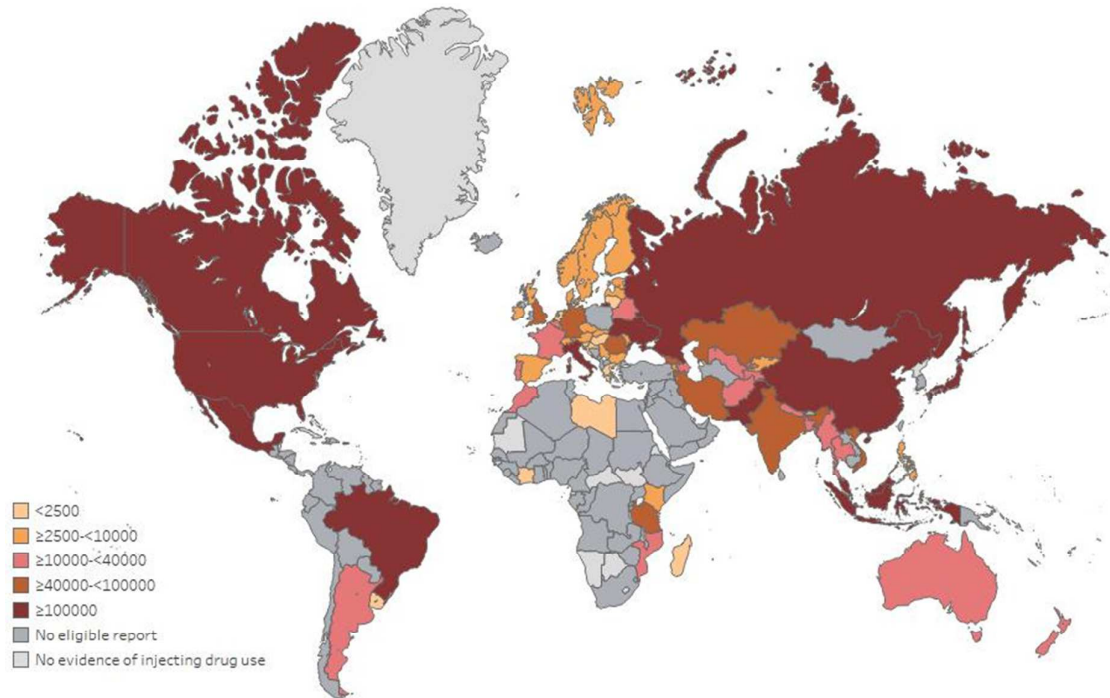 <2500
≥2500-<10000
≥10000-<40000
≥40000-<100000
≥100000
No eligible report
No evidence of injecting drug use